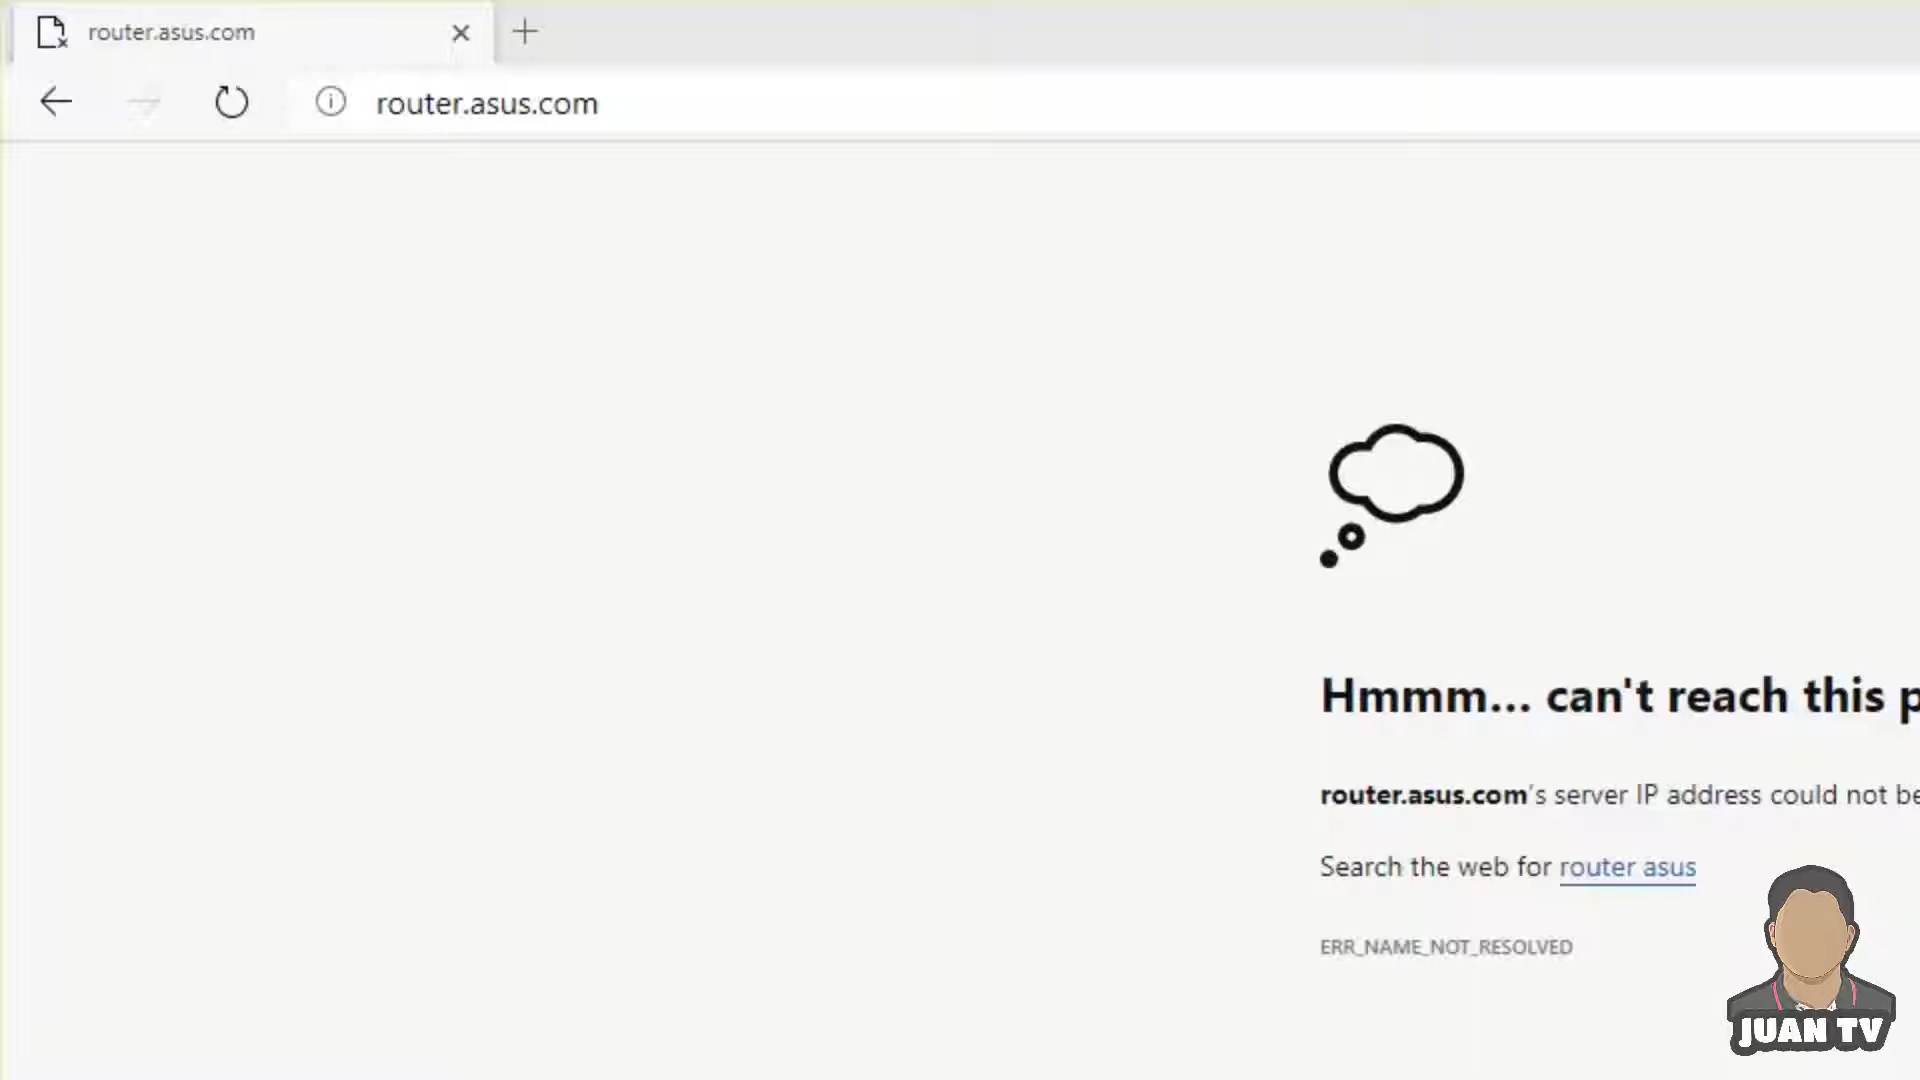 router.asus.com
router.asus.com
Hmmm... can't reach this p
router.asus.com's server IP address could not be
Search the web for router asus
ERR_NAME_NOT_RESOLVED
JUAN TV